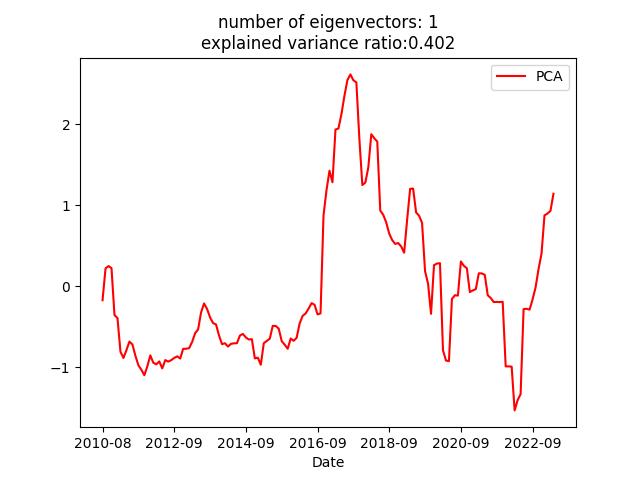 number of eigenvectors: 1
explained variance ratio:0.402
PCA
2
1
0
−1
2010-08 2012-09 2014-09 2016-09 2018-09 2020-09 2022-09
Date